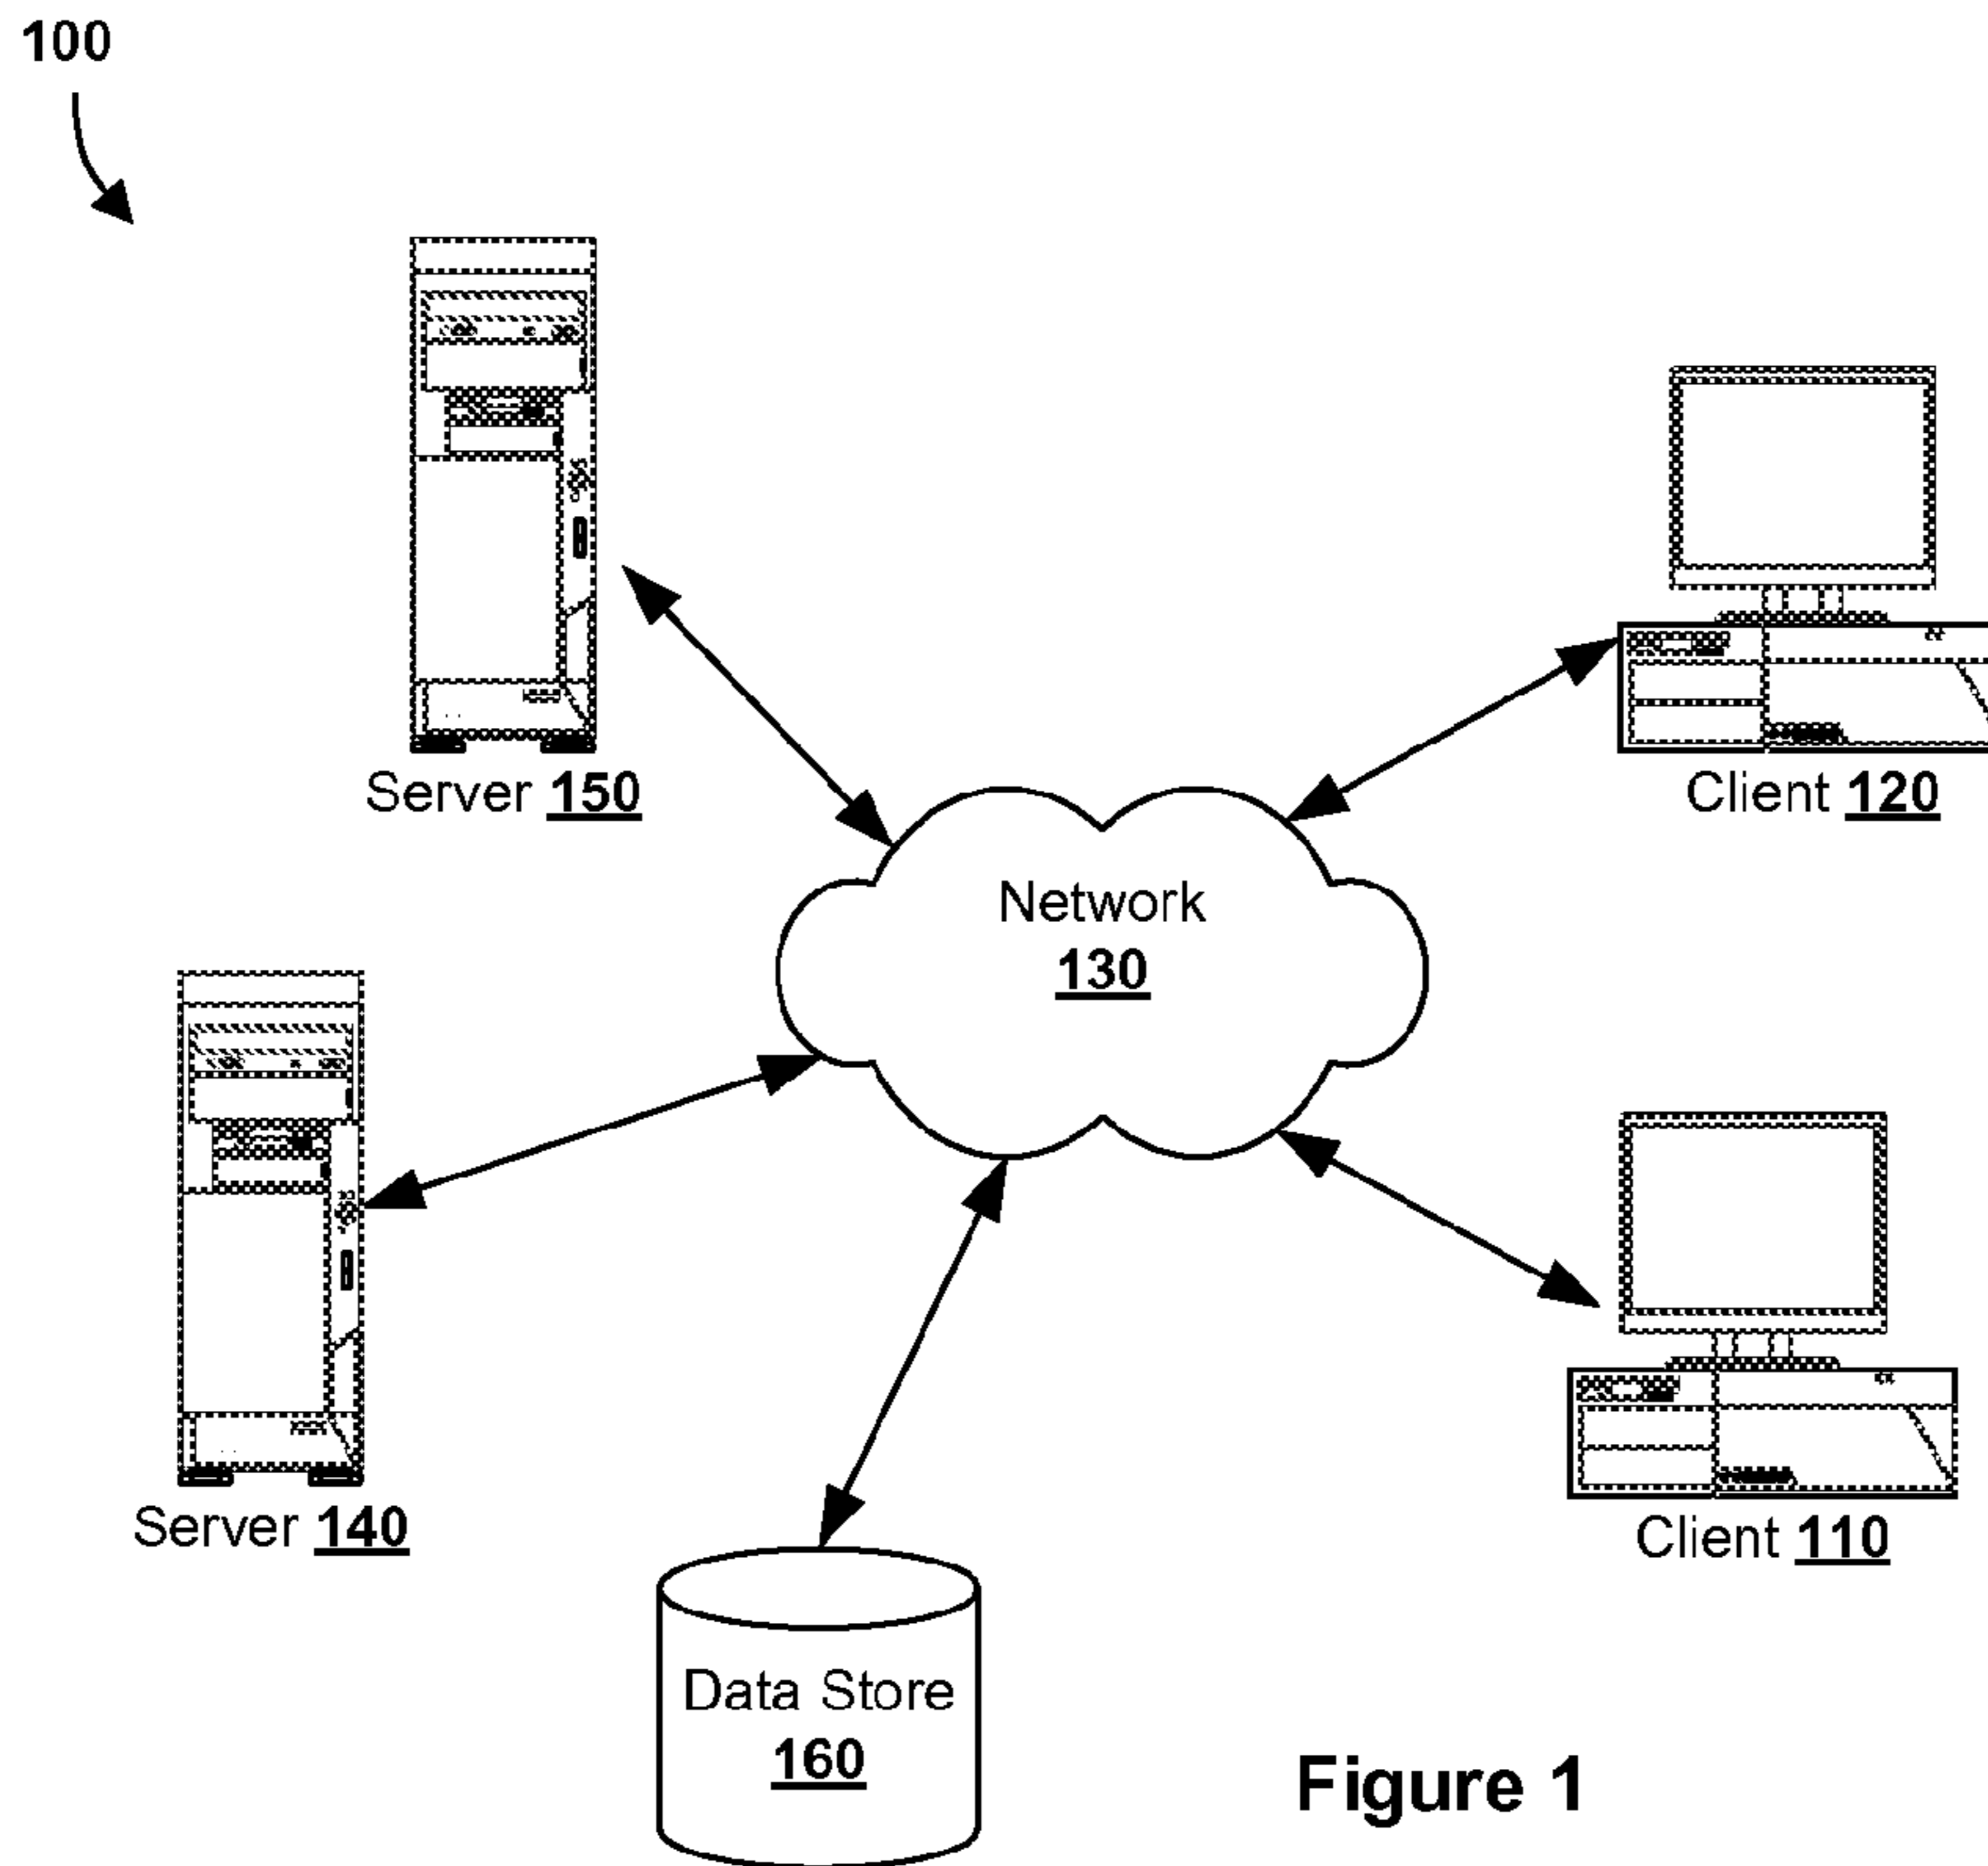 100
Server 150
Client 120
Network
130
Server 140
Client 110
Data Store
160
Figure 1